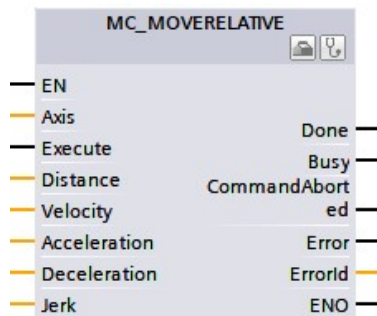 MC_MOVERELATIVE
EN
Axis
Execute
Distance
Velocity
Acceleration
Deceleration
Jerk
Done
Busy
CommandAbort
ed
Error
ErrorId
ENO